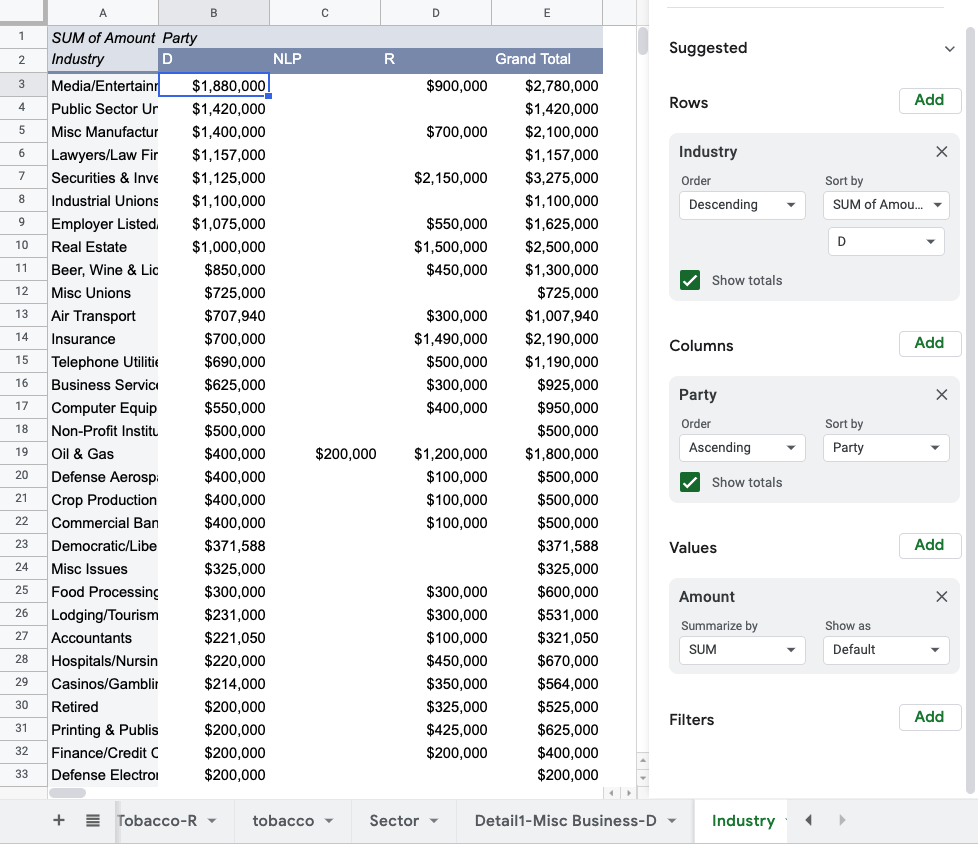 A B C D E
1 SUM of Amount Party
2 Industry D NLP R Grand Total
3 Media/Entertainr $1,880,000 $900,000 $2,780,000
4 Public Sector Un $1,420,000 $1,420,000
5 Misc Manufactur $1,400,000 $700,000 $2,100,000
6 Lawyers/Law Fir $1,157,000 $1,157,000
7 Securities & Inve $1,125,000 $2,150,000 $3,275,000
8 Industrial Unions $1,100,000 $1,100,000
9 Employer Listed/ $1,075,000 $550,000 $1,625,000
10 Real Estate $1,000,000 $1,500,000 $2,500,000
11 Beer, Wine & Lic $850,000 $450,000 $1,300,000
12 Misc Unions $725,000 $725,000
13 Air Transport $707,940 $300,000 $1,007,940
14 Insurance $700,000 $1,490,000 $2,190,000
15 Telephone Utilitie $690,000 $500,000 $1,190,000
16 Business Service $625,000 $300,000 $925,000
17 Computer Equip $550,000 $400,000 $950,000
18 Non-Profit Institu $500,000 $500,000
19 Oil & Gas $400,000 $200,000 $1,200,000 $1,800,000
20 Defense Aerospa $400,000 $100,000 $500,000
21 Crop Production $400,000 $100,000 $500,000
22 Commercial Ban $400,000 $100,000 $500,000
23 Democratic/Libe $371,588 $371,588
24 Misc Issues $325,000 $325,000
25 Food Processing $300,000 $300,000 $600,000
26 Lodging/Tourism $231,000 $300,000 $531,000
27 Accountants $221,050 $100,000 $321,050
28 Hospitals/Nursin $220,000 $450,000 $670,000
29 Casinos/Gamblin $214,000 $350,000 $564,000
30 Retired $200,000 $325,000 $525,000
31 Printing & Publis $200,000 $425,000 $625,000
32 Finance/Credit C $200,000 $200,000 $400,000
33 Defense Electror $200,000 $200,000
Suggested
Rows Add
Industry
Order Sort by
Descending SUM of Amou...
D
Show totals
Columns Add
Party
Order Sort by
Ascending Party
Show totals
Values Add
Amount
Summarize by Show as
SUM Default
Filters Add
Tobacco-R tobacco Sector Detail1-Misc Business-D Industry